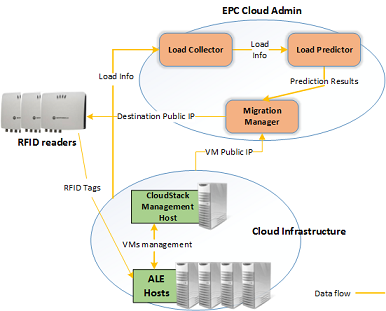 EPC Cloud Admin
Load Collector
Load
Info
Load Predictor
Load Info
Prediction Results
Destination Public IP
Migration
Manager
RFID readers
VM Public IP
RFID Tags
CloudStack
Management
Host
Cloud Infrastructure
VMs management
ALE
Hosts
Data flow